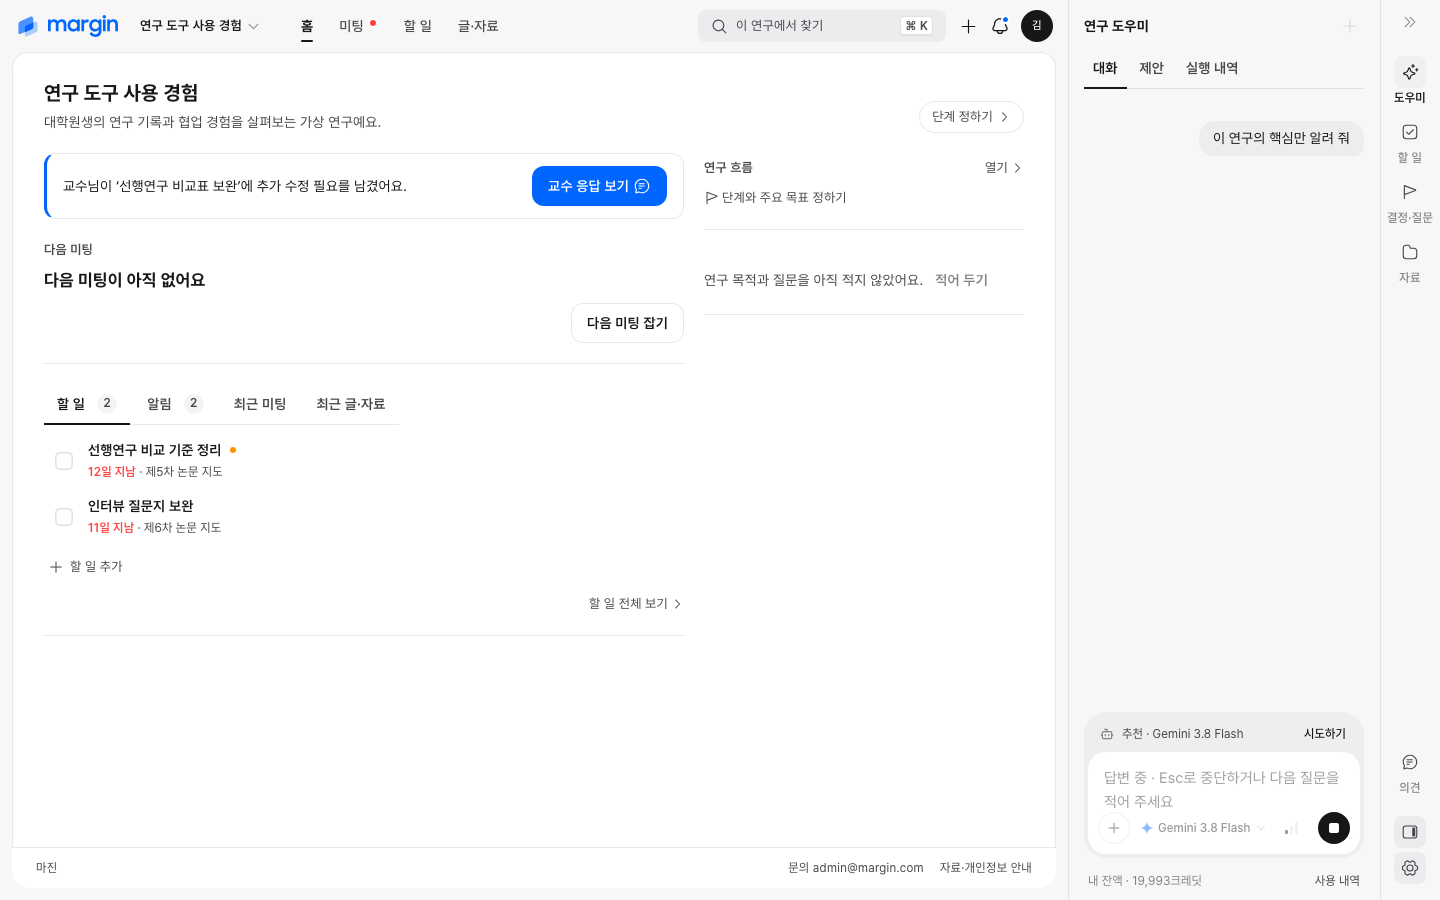 margin
연구 도구 사용 경험
홈
미팅
할 일
글·자료
이 연구에서 찾기
⌘ K
김
연구 도구 사용 경험
대학원생의 연구 기록과 협업 경험을 살펴보는 가상 연구예요.
단계 정하기
교수님이 ‘선행연구 비교표 보완’에 추가 수정 필요를 남겼어요.
교수 응답 보기
다음 미팅
다음 미팅이 아직 없어요
다음 미팅 잡기
할 일 2
알림 2
최근 미팅
최근 글·자료
선행연구 비교 기준 정리
12일 지남 · 제5차 논문 지도
인터뷰 질문지 보완
11일 지남 · 제6차 논문 지도
할 일 추가
할 일 전체 보기
연구 흐름
열기
단계와 주요 목표 정하기
연구 목적과 질문을 아직 적지 않았어요.
적어 두기
마진
문의 admin@margin.com
자료·개인정보 안내
연구 도우미
대화
제안
실행 내역
이 연구의 핵심만 알려 줘
추천 · Gemini 3.8 Flash
시도하기
답변 중 · Esc로 중단하거나 다음 질문을
적어 주세요
Gemini 3.8 Flash
내 잔액 · 19,993크레딧
사용 내역
도우미
할 일
결정·질문
자료
의견